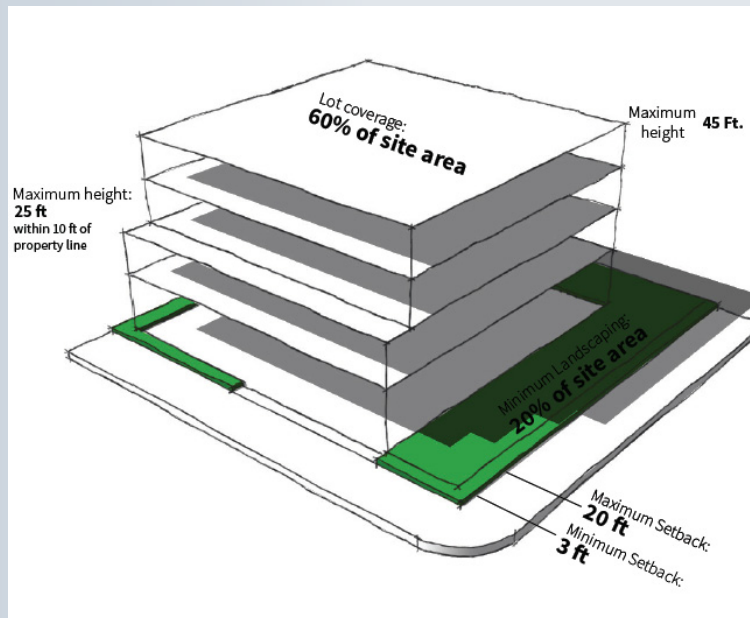 Lot coverage:
60% of site area
Maximum
height
45 Ft.
Maximum height:
25 ft
within 10 ft of
property line
Minimum Landscaping:
20% of site area
Maximum Setback:
20 ft
Minimum Setback:
3 ft